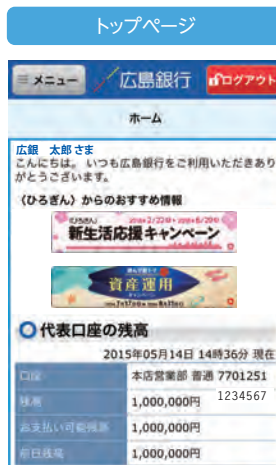 トップページ
メニュー
広島銀行
ログアウト
ホーム
広銀 太郎さま
こんにちは。 いつも広島銀行をご利用いただきあり
がとうございます。
〈ひろぎん〉からのおすすめ情報
新生活応援キャンペーン
資産運用
代表口座の残高
2015年05月14日 14時36分 現在
口座 本店営業部 普通 7701251
1234567
残高 1,000,000円
お支払い可能残高 1,000,000円
前日残高 1,000,000円